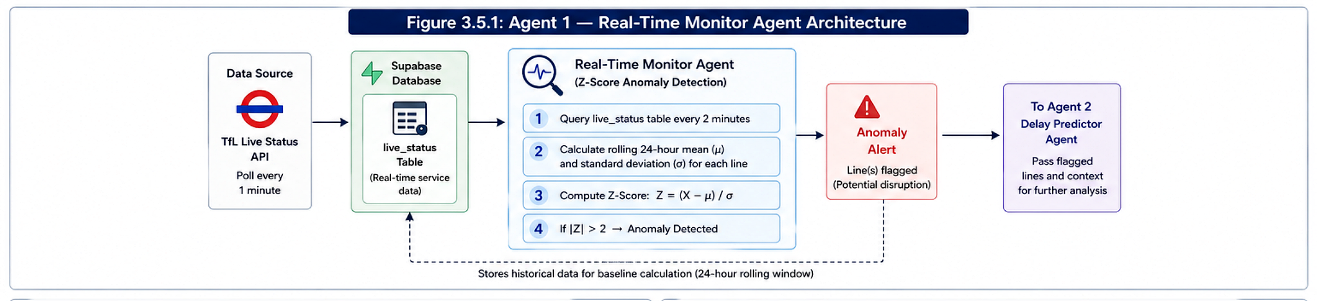 Figure 3.5.1: Agent 1 — Real-Time Monitor Agent Architecture
Data Source
TfL Live Status
API
Poll every
1 minute
Supabase
Database
live_status
Table
(Real-time service
data)
Real-Time Monitor Agent
(Z-Score Anomaly Detection)
1 Query live_status table every 2 minutes
2 Calculate rolling 24-hour mean (μ)
and standard deviation (σ) for each line
3 Compute Z-Score: Z = (X − μ) / σ
4 If |Z| > 2 → Anomaly Detected
Anomaly
Alert
Line(s) flagged
(Potential disruption)
To Agent 2
Delay Predictor
Agent
Pass flagged
lines and context
for further analysis
Stores historical data for baseline calculation (24-hour rolling window)